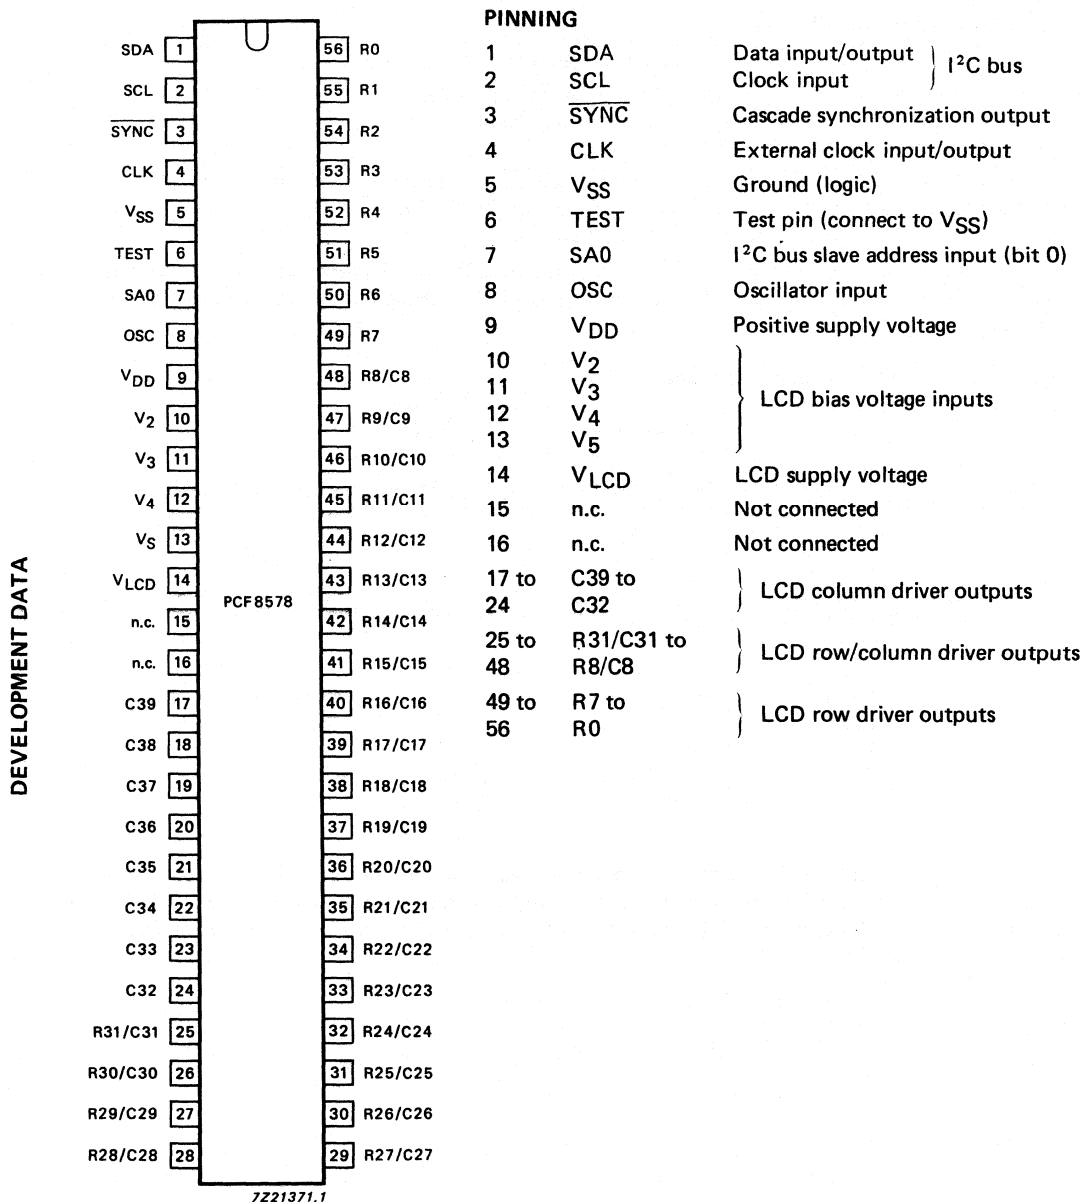 DEVELOPMENT DATA
SDA 1
SCL 2
SYNC 3
CLK 4
VSS 5
TEST 6
SA0 7
OSC 8
VDD 9
V2 10
V3 11
V4 12
VS 13
VLCD 14
n.c. 15
n.c. 16
C39 17
C38 18
C37 19
C36 20
C35 21
C34 22
C33 23
C32 24
R31/C31 25
R30/C30 26
R29/C29 27
R28/C28 28
PCF8578
56 R0
55 R1
54 R2
53 R3
52 R4
51 R5
50 R6
49 R7
48 R8/C8
47 R9/C9
46 R10/C10
45 R11/C11
44 R12/C12
43 R13/C13
42 R14/C14
41 R15/C15
40 R16/C16
39 R17/C17
38 R18/C18
37 R19/C19
36 R20/C20
35 R21/C21
34 R22/C22
33 R23/C23
32 R24/C24
31 R25/C25
30 R26/C26
29 R27/C27
7Z21371.1
PINNING
1 SDA Data input/output
2 SCL Clock input
I²C bus
3 SYNC Cascade synchronization output
4 CLK External clock input/output
5 VSS Ground (logic)
6 TEST Test pin (connect to VSS)
7 SA0 I²C bus slave address input (bit 0)
8 OSC Oscillator input
9 VDD Positive supply voltage
10 V2
11 V3
12 V4
13 V5
LCD bias voltage inputs
14 VLCD LCD supply voltage
15 n.c. Not connected
16 n.c. Not connected
17 to C39 to
24 C32
LCD column driver outputs
25 to R31/C31 to
48 R8/C8
LCD row/column driver outputs
49 to R7 to
56 R0
LCD row driver outputs